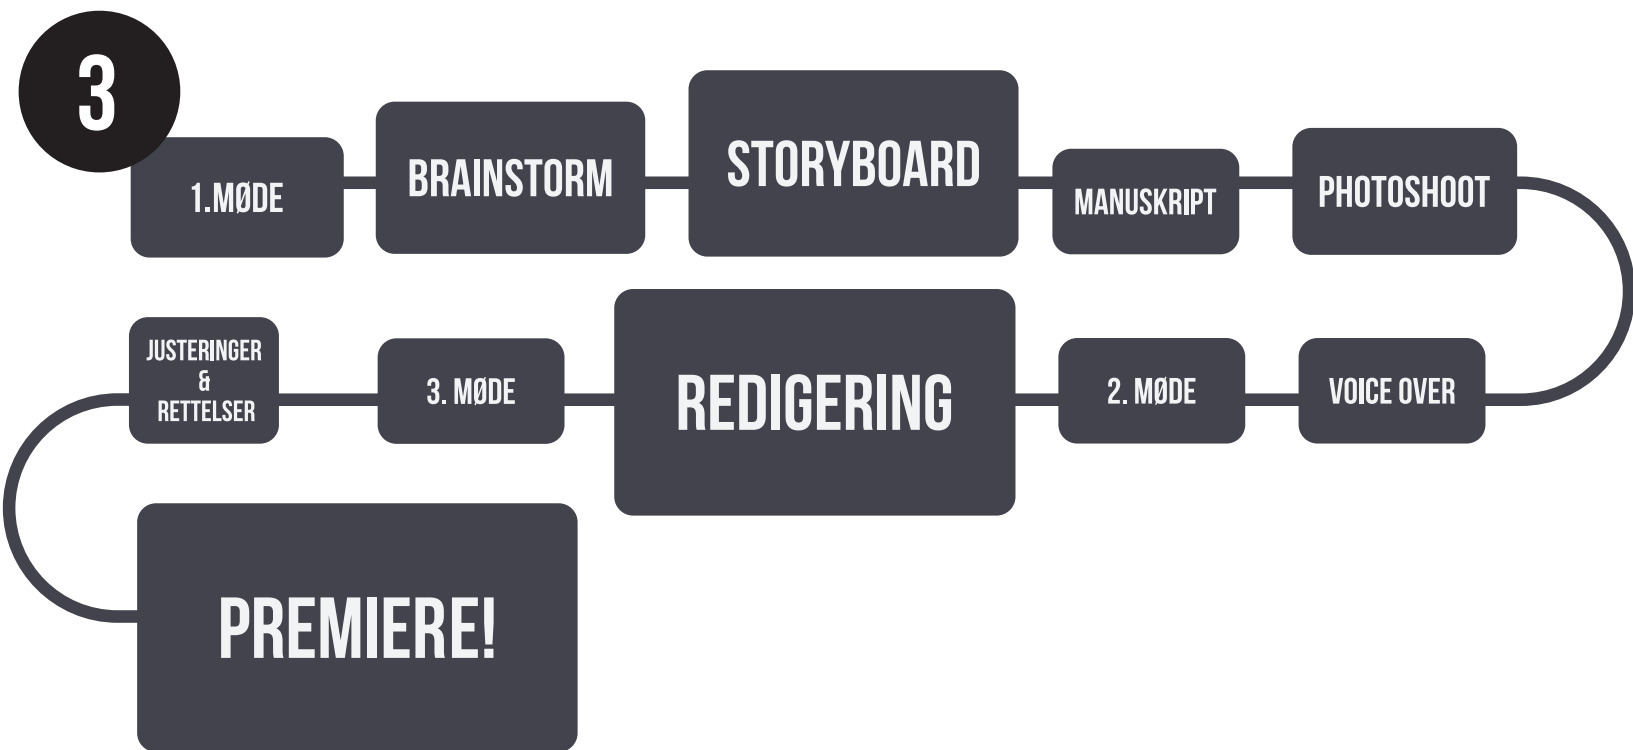 3
1.MØDE
BRAINSTORM
STORYBOARD
MANUSKRIPT
PHOTOSHOOT
VOICE OVER
2. MØDE
REDIGERING
3. MØDE
JUSTERINGER
&
RETTELSER
PREMIERE!